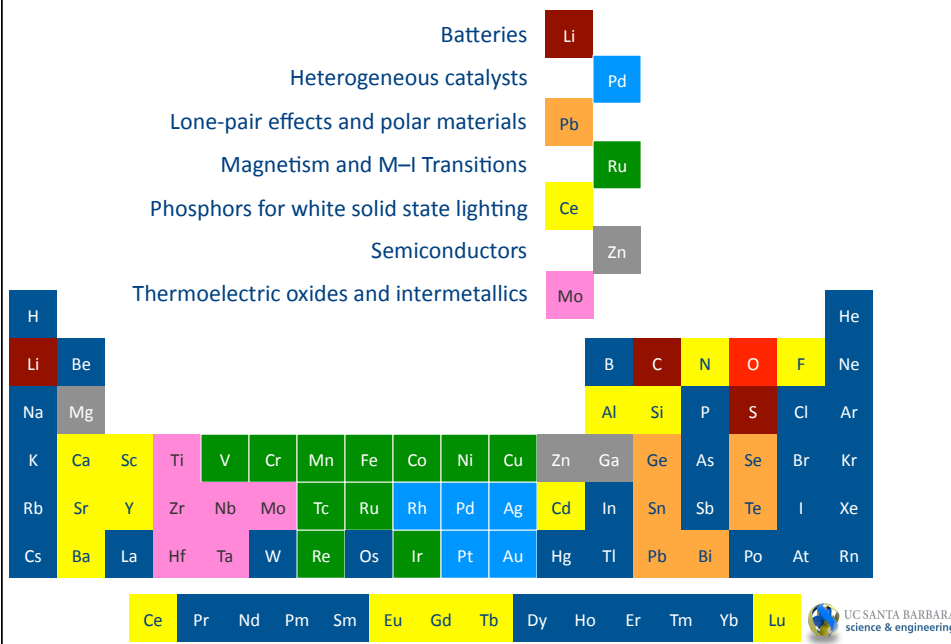 Batteries Li
Heterogeneous catalysts Pd
Lone-pair effects and polar materials Pb
Magnetism and M–I Transitions Ru
Phosphors for white solid state lighting Ce
Semiconductors Zn
Thermoelectric oxides and intermetallics Mo
H He
Li Be B C N O F Ne
Na Mg Al Si P S Cl Ar
K Ca Sc Ti V Cr Mn Fe Co Ni Cu Zn Ga Ge As Se Br Kr
Rb Sr Y Zr Nb Mo Tc Ru Rh Pd Ag Cd In Sn Sb Te I Xe
Cs Ba La Hf Ta W Re Os Ir Pt Au Hg Tl Pb Bi Po At Rn
Ce Pr Nd Pm Sm Eu Gd Tb Dy Ho Er Tm Yb Lu
UC SANTA BARBARA
science & engineering